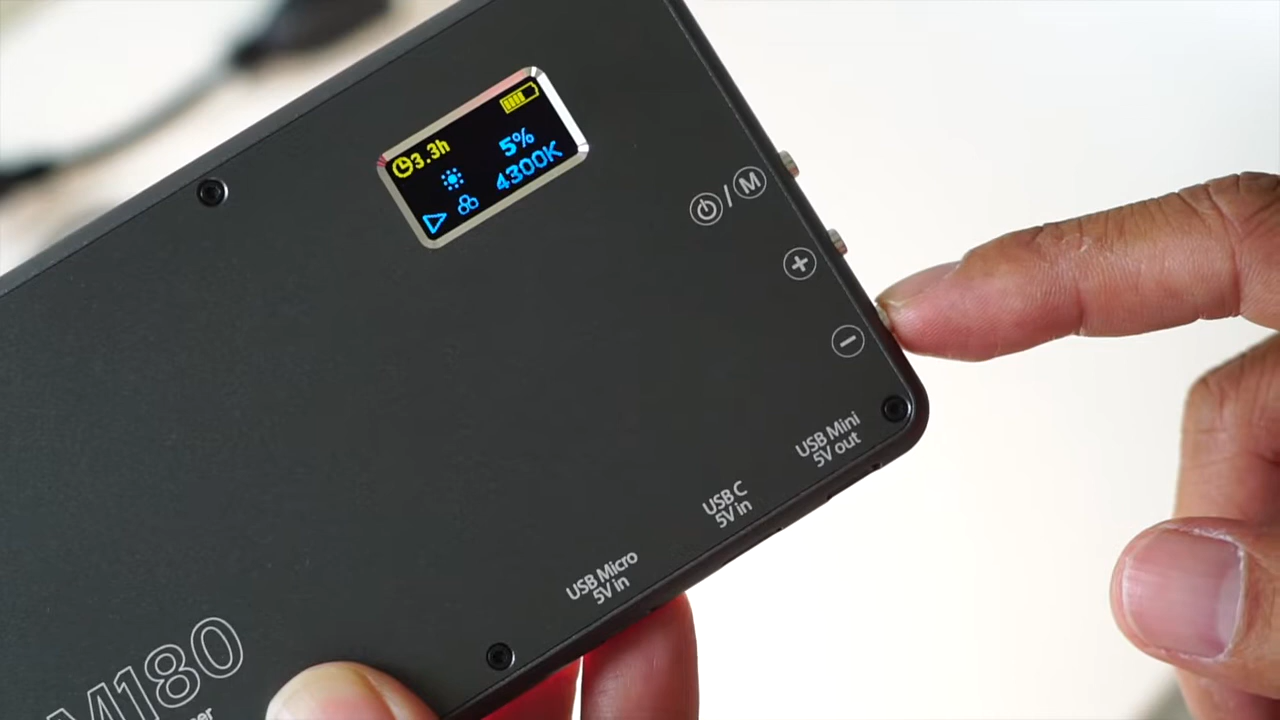 3.3h
5%
4300K
/ M
+
−
USB Mini
5V out
USB C
5V in
USB Micro
5V in
M180